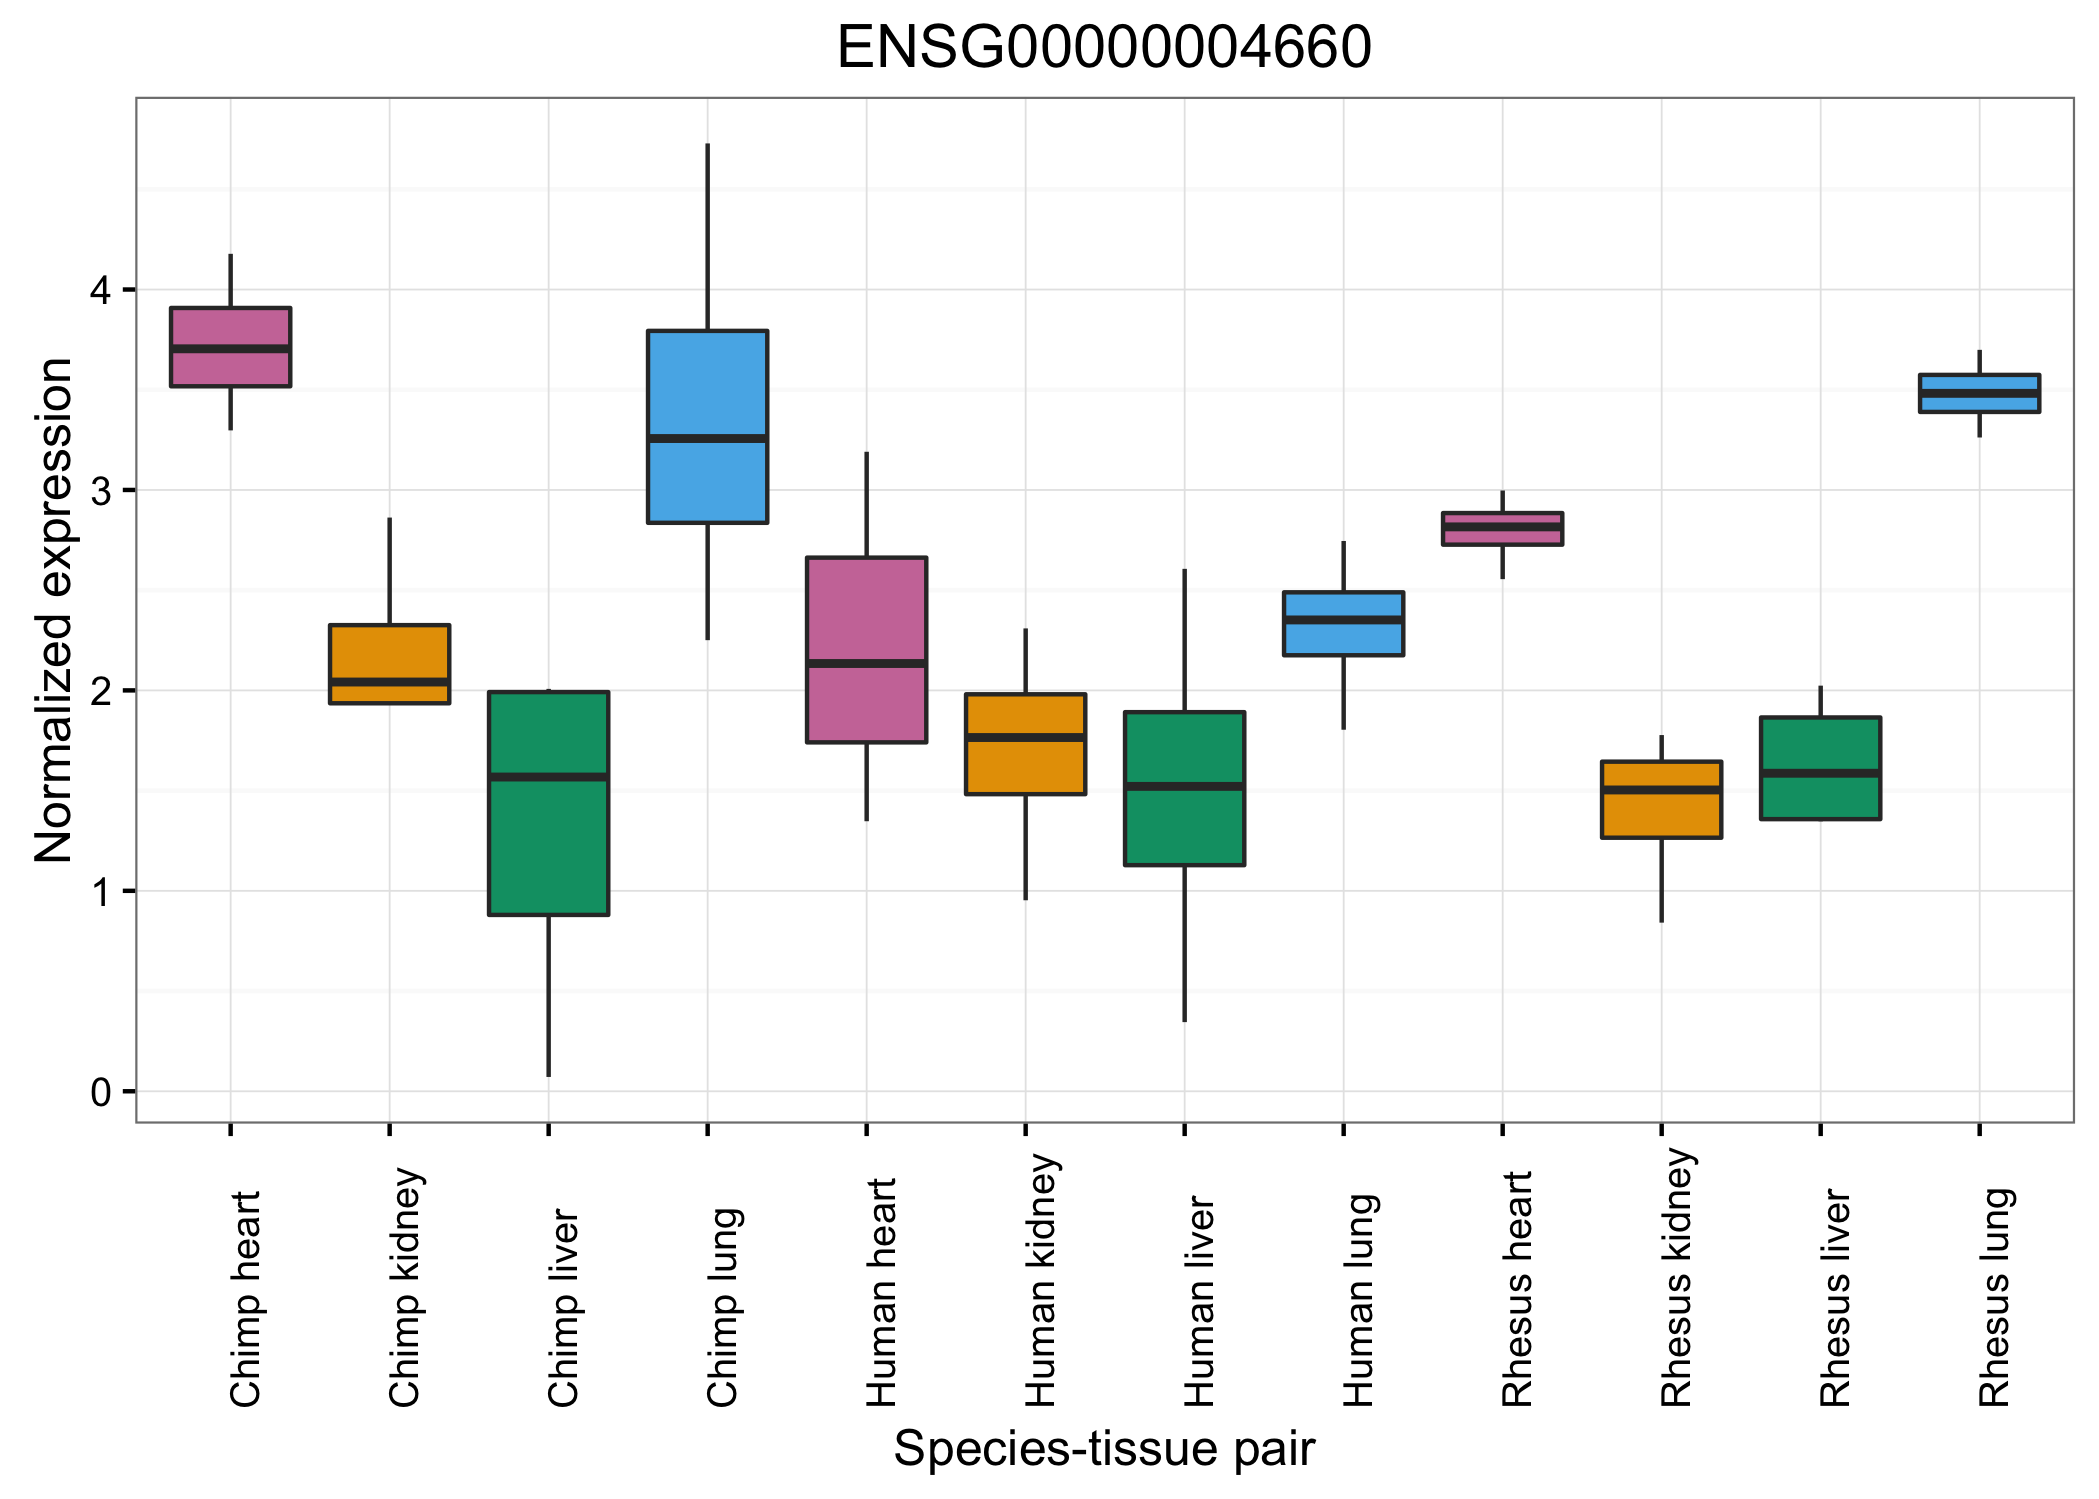 ENSG00000004660
Normalized expression
4
3
2
1
0
Chimp heart
Chimp kidney
Chimp liver
Chimp lung
Human heart
Human kidney
Human liver
Human lung
Rhesus heart
Rhesus kidney
Rhesus liver
Rhesus lung
Species-tissue pair